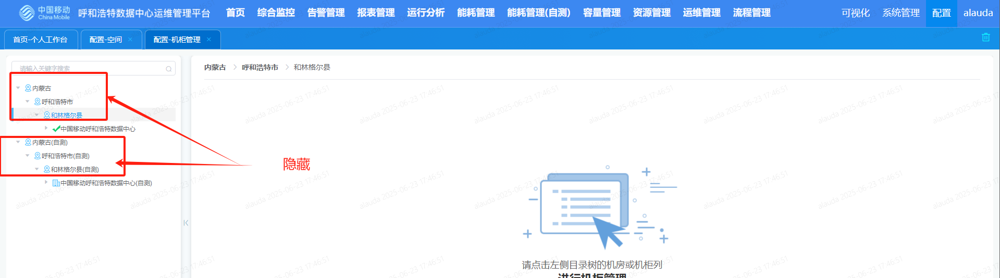 中国移动
China Mobile
呼和浩特数据中心运维管理平台
首页 综合监控 告警管理 报表管理 运行分析 能耗管理 能耗管理(自测) 容量管理 资源管理 运维管理 流程管理
可视化 系统管理 配置 alauda
首页-个人工作台 配置-空间 × 配置-机柜管理 ×
请输入关键字搜索
内蒙古
呼和浩特市
和林格尔县
中国移动呼和浩特数据中心
内蒙古(自测)
呼和浩特市(自测)
和林格尔县(自测)
中国移动呼和浩特数据中心(自测)
内蒙古 > 呼和浩特市 > 和林格尔县
隐藏
请点击左侧目录树的机房或机柜列
进行机柜管理
alauda 2025-06-23 17:46:51